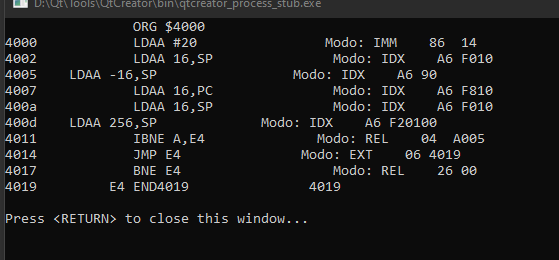 D:\Qt\Tools\QtCreator\bin\qtcreator_process_stub.exe
ORG $4000
4000 LDAA #20 Modo: IMM 86 14
4002 LDAA 16,SP Modo: IDX A6 F010
4005 LDAA -16,SP Modo: IDX A6 90
4007 LDAA 16,PC Modo: IDX A6 F810
400a LDAA 16,SP Modo: IDX A6 F010
400d LDAA 256,SP Modo: IDX A6 F20100
4011 IBNE A,E4 Modo: REL 04 A005
4014 JMP E4 Modo: EXT 06 4019
4017 BNE E4 Modo: REL 26 00
4019 E4 END4019 4019
Press <RETURN> to close this window...